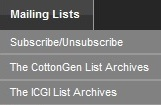 Mailing Lists
Subscribe/Unsubscribe
The CottonGen List Archives
The ICGI List Archives